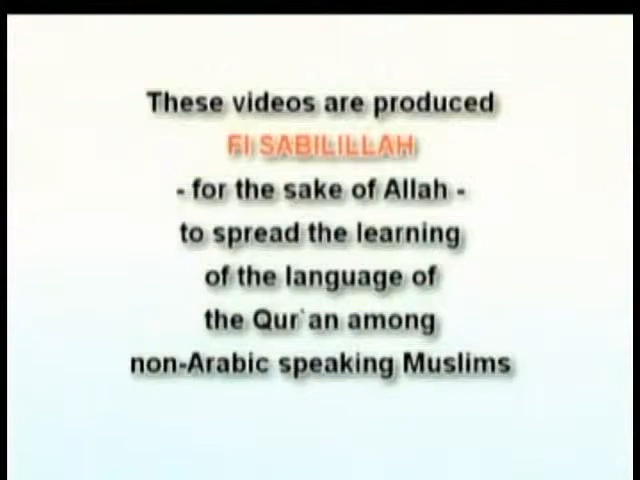 These videos are produced
FI SABILILLAH
- for the sake of Allah -
to spread the learning
of the language of
the Qur`an among
non-Arabic speaking Muslims